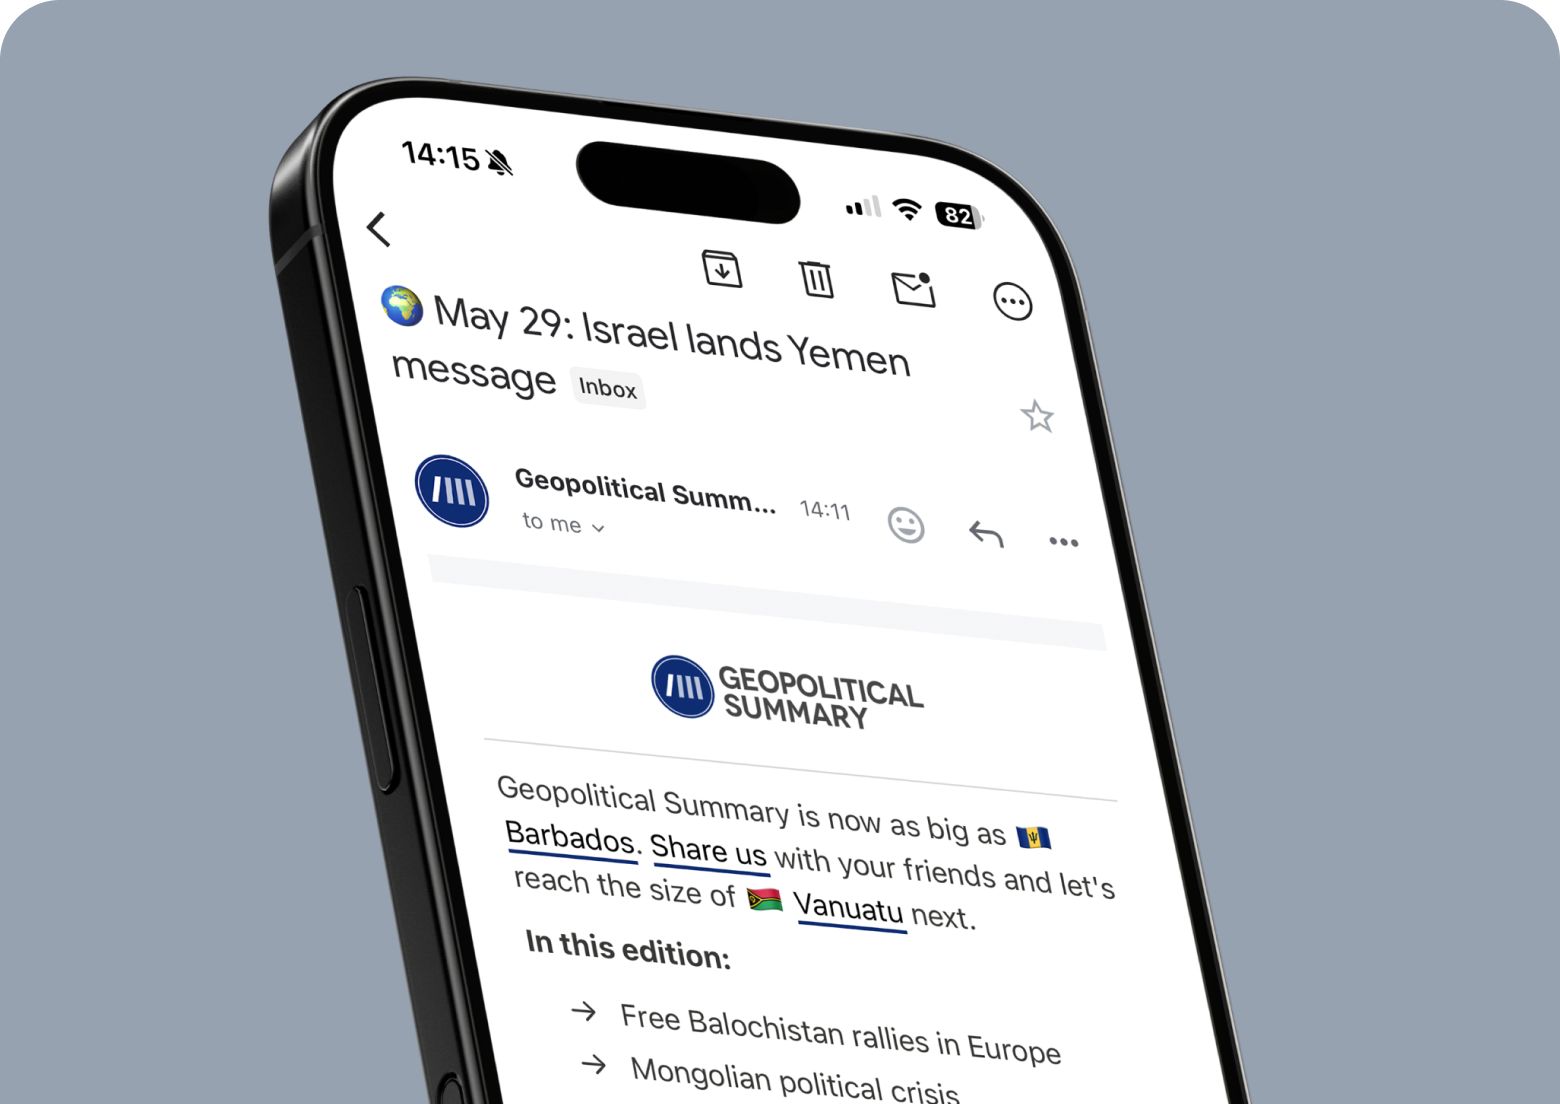 14:15
82
🌍 May 29: Israel lands Yemen
message Inbox
Geopolitical Summ... 14:11
to me
GEOPOLITICAL
SUMMARY
Geopolitical Summary is now as big as 🇧🇧
Barbados. Share us with your friends and let's
reach the size of 🇻🇺 Vanuatu next.
In this edition:
→ Free Balochistan rallies in Europe
→ Mongolian political crisis